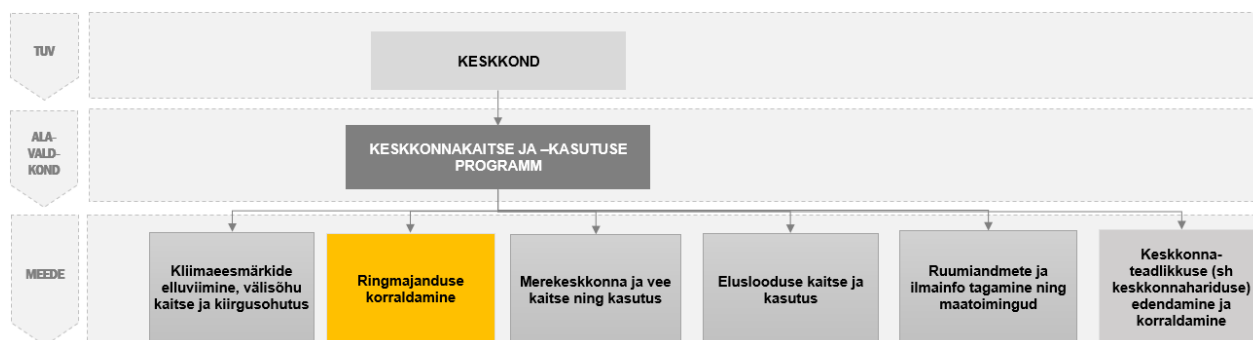 TUV
KESKKOND
ALA-
VALD-
KOND
KESKKONNAKAITSE JA –KASUTUSE
PROGRAMM
MEEDE
Kliimaeesmärkide
elluviimine, välisõhu
kaitse ja kiirgusohutus
Ringmajanduse
korraldamine
Merekeskkonna ja vee
kaitse ning kasutus
Eluslooduse kaitse ja
kasutus
Ruumiandmete ja
ilmainfo tagamine ning
maatoimingud
Keskkonna-
teadlikkuse (sh
keskkonnahariduse)
edendamine ja
korraldamine